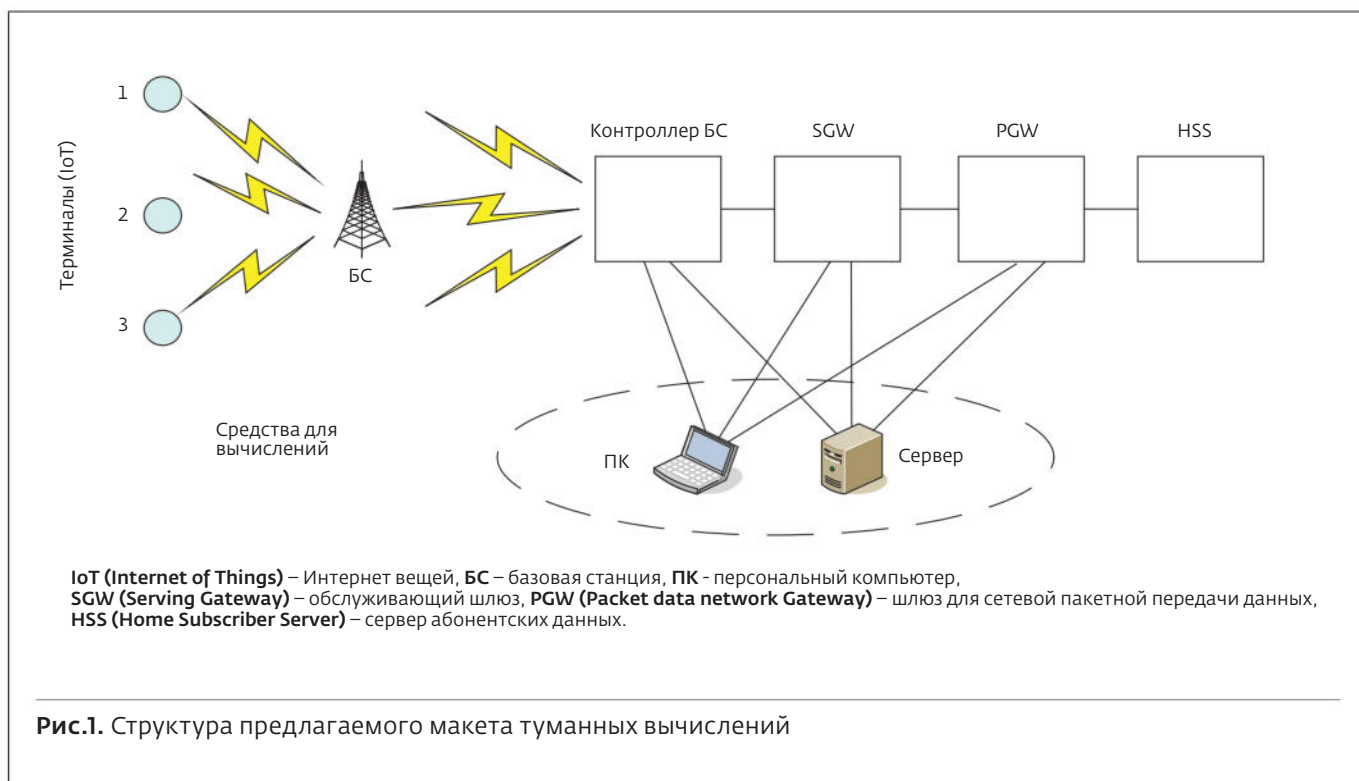 Терминалы (IoT)
1
2
3
БС
Контроллер БС
SGW
PGW
HSS
Средства для
вычислений
ПК
Сервер
IoT (Internet of Things) – Интернет вещей, БС – базовая станция, ПК - персональный компьютер,
SGW (Serving Gateway) – обслуживающий шлюз, PGW (Packet data network Gateway) – шлюз для сетевой пакетной передачи данных,
HSS (Home Subscriber Server) – сервер абонентских данных.
Рис.1. Структура предлагаемого макета туманных вычислений